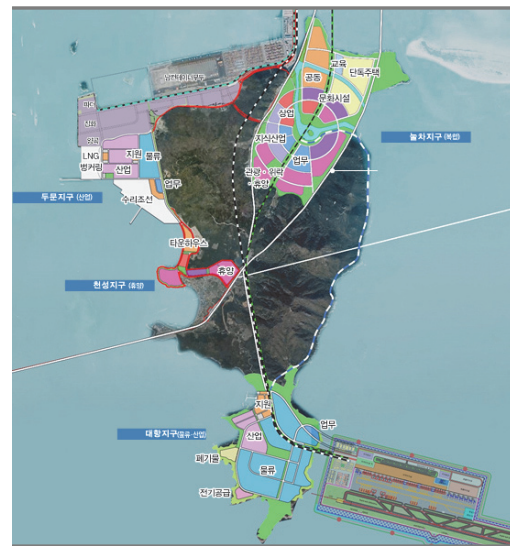 교육
공동
단독주택
문화시설
상업
지식산업
업무
관광·위락
·휴양
눌차지구 (복합)
LNG
벙커링
지원
물류
산업
업무
수리조선
두문지구 (산업)
타운하우스
휴양
천성지구 (휴양)
지원
업무
산업
대항지구(물류·산업)
폐기물
물류
전기공급